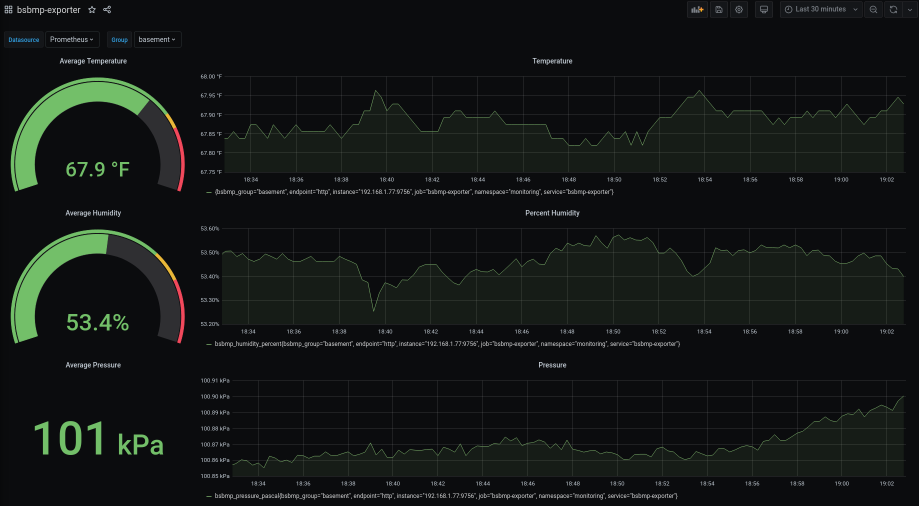 bsbmp-exporter
Last 30 minutes
Datasource Prometheus Group basement
Average Temperature
67.9 °F
Temperature
68.00 °F
67.95 °F
67.90 °F
67.85 °F
67.80 °F
67.75 °F
18:34 18:36 18:38 18:40 18:42 18:44 18:46 18:48 18:50 18:52 18:54 18:56 18:58 19:00 19:02
{bsbmp_group="basement", endpoint="http", instance="192.168.1.77:9756", job="bsbmp-exporter", namespace="monitoring", service="bsbmp-exporter"}
Average Humidity
53.4%
Percent Humidity
53.60%
53.50%
53.40%
53.30%
53.20%
18:34 18:36 18:38 18:40 18:42 18:44 18:46 18:48 18:50 18:52 18:54 18:56 18:58 19:00 19:02
bsbmp_humidity_percent{bsbmp_group="basement", endpoint="http", instance="192.168.1.77:9756", job="bsbmp-exporter", namespace="monitoring", service="bsbmp-exporter"}
Average Pressure
101 kPa
Pressure
100.91 kPa
100.90 kPa
100.88 kPa
100.87 kPa
100.86 kPa
100.85 kPa
18:34 18:36 18:38 18:40 18:42 18:44 18:46 18:48 18:50 18:52 18:54 18:56 18:58 19:00 19:02
bsbmp_pressure_pascal{bsbmp_group="basement", endpoint="http", instance="192.168.1.77:9756", job="bsbmp-exporter", namespace="monitoring", service="bsbmp-exporter"}